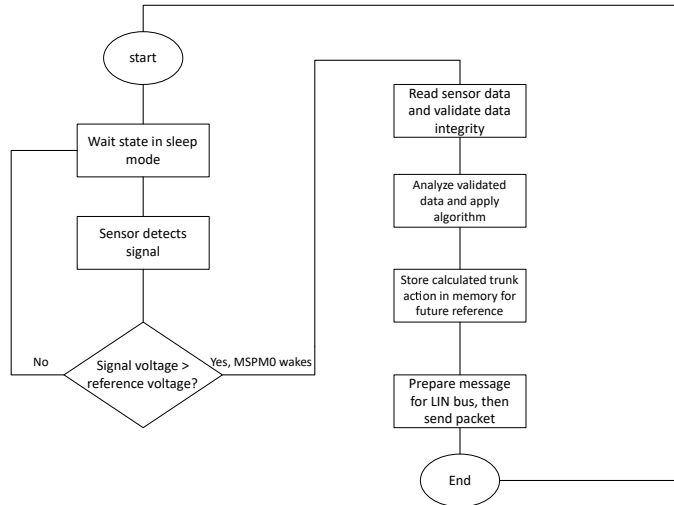 start
Wait state in sleep
mode
Sensor detects
signal
Signal voltage >
reference voltage?
No
Yes, MSPM0 wakes
Read sensor data
and validate data
integrity
Analyze validated
data and apply
algorithm
Store calculated trunk
action in memory for
future reference
Prepare message
for LIN bus, then
send packet
End